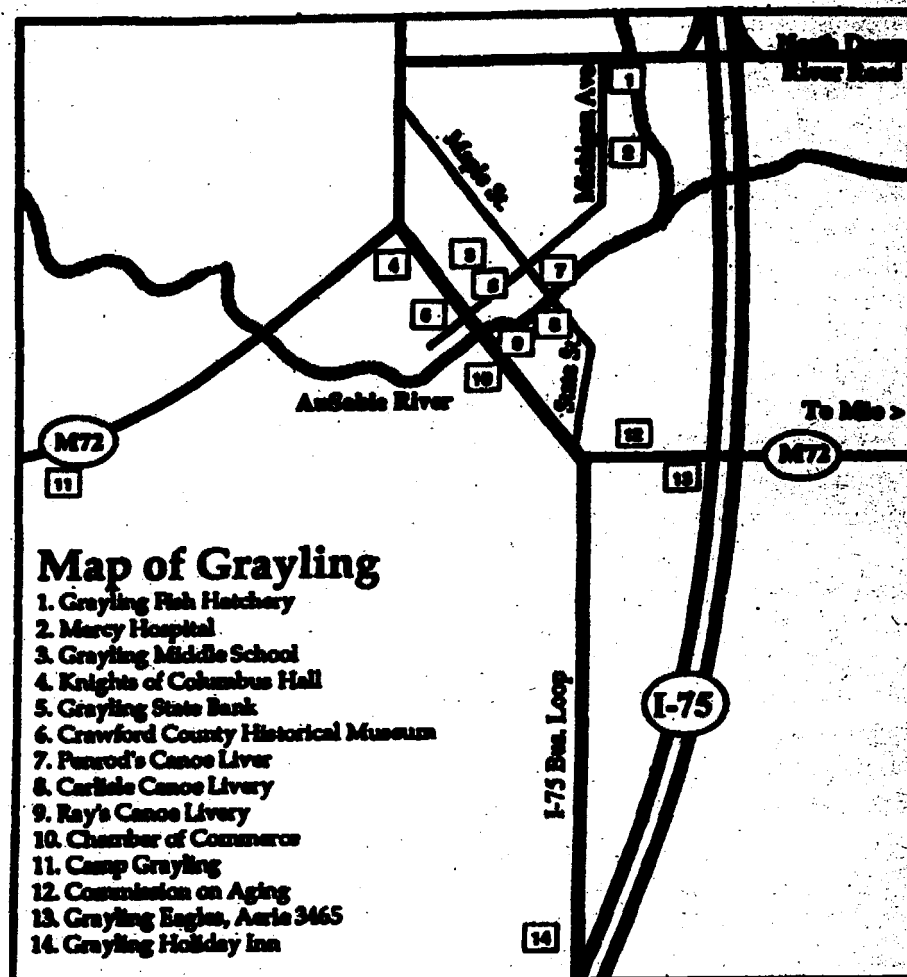 North Down
River Road
1
Michigan Ave
Maple St.
2
3
7
4
5
6
8
9
State St.
10
AuSable River
To Mio >
12
M72
M72
13
11
Map of Grayling
1. Grayling Fish Hatchery
2. Mercy Hospital
3. Grayling Middle School
4. Knights of Columbus Hall
5. Grayling State Bank
6. Crawford County Historical Museum
7. Penrod's Canoe Liver
8. Carlisle Canoe Livery
9. Ray's Canoe Livery
10. Chamber of Commerce
11. Camp Grayling
12. Commission on Aging
13. Grayling Eagles, Aerie 3465
14. Grayling Holiday Inn
I-75
I-75 Bus. Loop
14